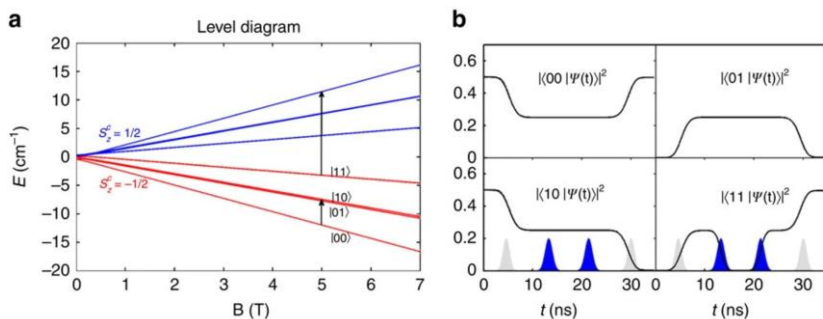 a
Level diagram
20
15
10
5
0
−5
−10
−15
−20
E (cm⁻¹)
S_z^c = 1/2
S_z^c = −1/2
|11⟩
|10⟩
|01⟩
|00⟩
0 1 2 3 4 5 6 7
B (T)
b
0.6
0.4
0.2
0
|⟨00 |Ψ(t)⟩|²
|⟨01 |Ψ(t)⟩|²
0.6
0.4
0.2
0
|⟨10 |Ψ(t)⟩|²
|⟨11 |Ψ(t)⟩|²
0 10 20 30 0 10 20 30
t (ns) t (ns)